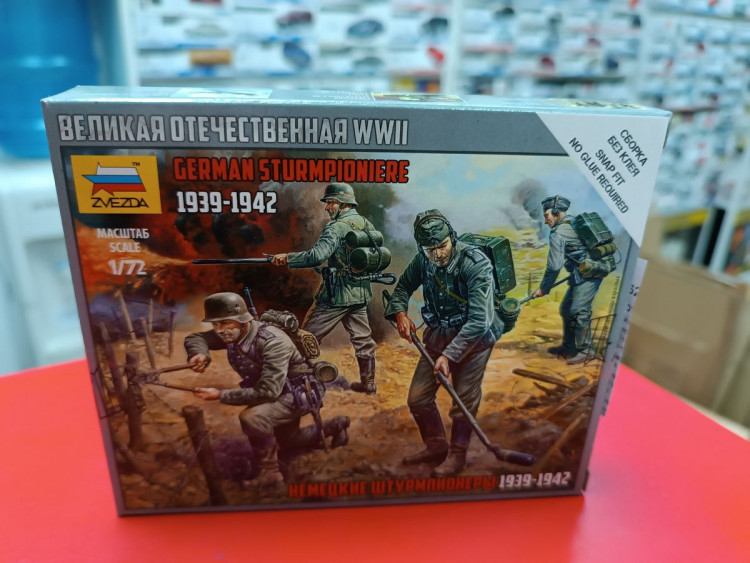 ВЕЛИКАЯ ОТЕЧЕСТВЕННАЯ WWII
СБОРКА
БЕЗ КЛЕЯ
SNAP FIT
NO GLUE REQUIRED
ZVEZDA
GERMAN STURMPIONIERE
1939-1942
МАСШТАБ
SCALE
1/72
НЕМЕЦКИЕ ШТУРМПИОНЕРЫ 1939-1942